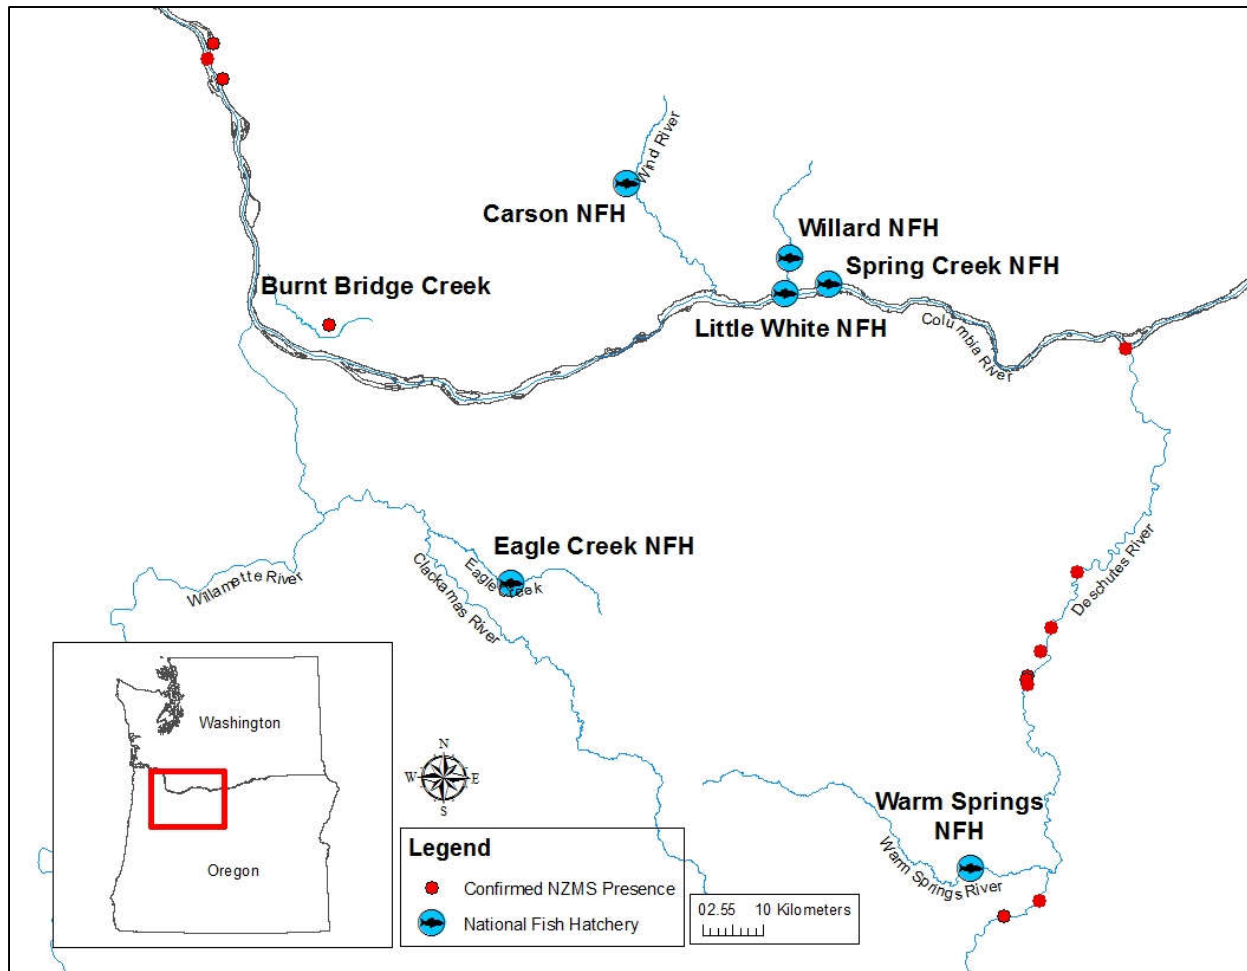 Wind River
Carson NFH
Willard NFH
Spring Creek NFH
Burnt Bridge Creek
Little White NFH
Columbia River
Eagle Creek NFH
Eagle Creek
Clackamas River
Willamette River
Deschutes River
Washington
Oregon
N
W
E
S
Warm Springs
NFH
Warm Springs River
Legend
Confirmed NZMS Presence
National Fish Hatchery
02.55 10 Kilometers